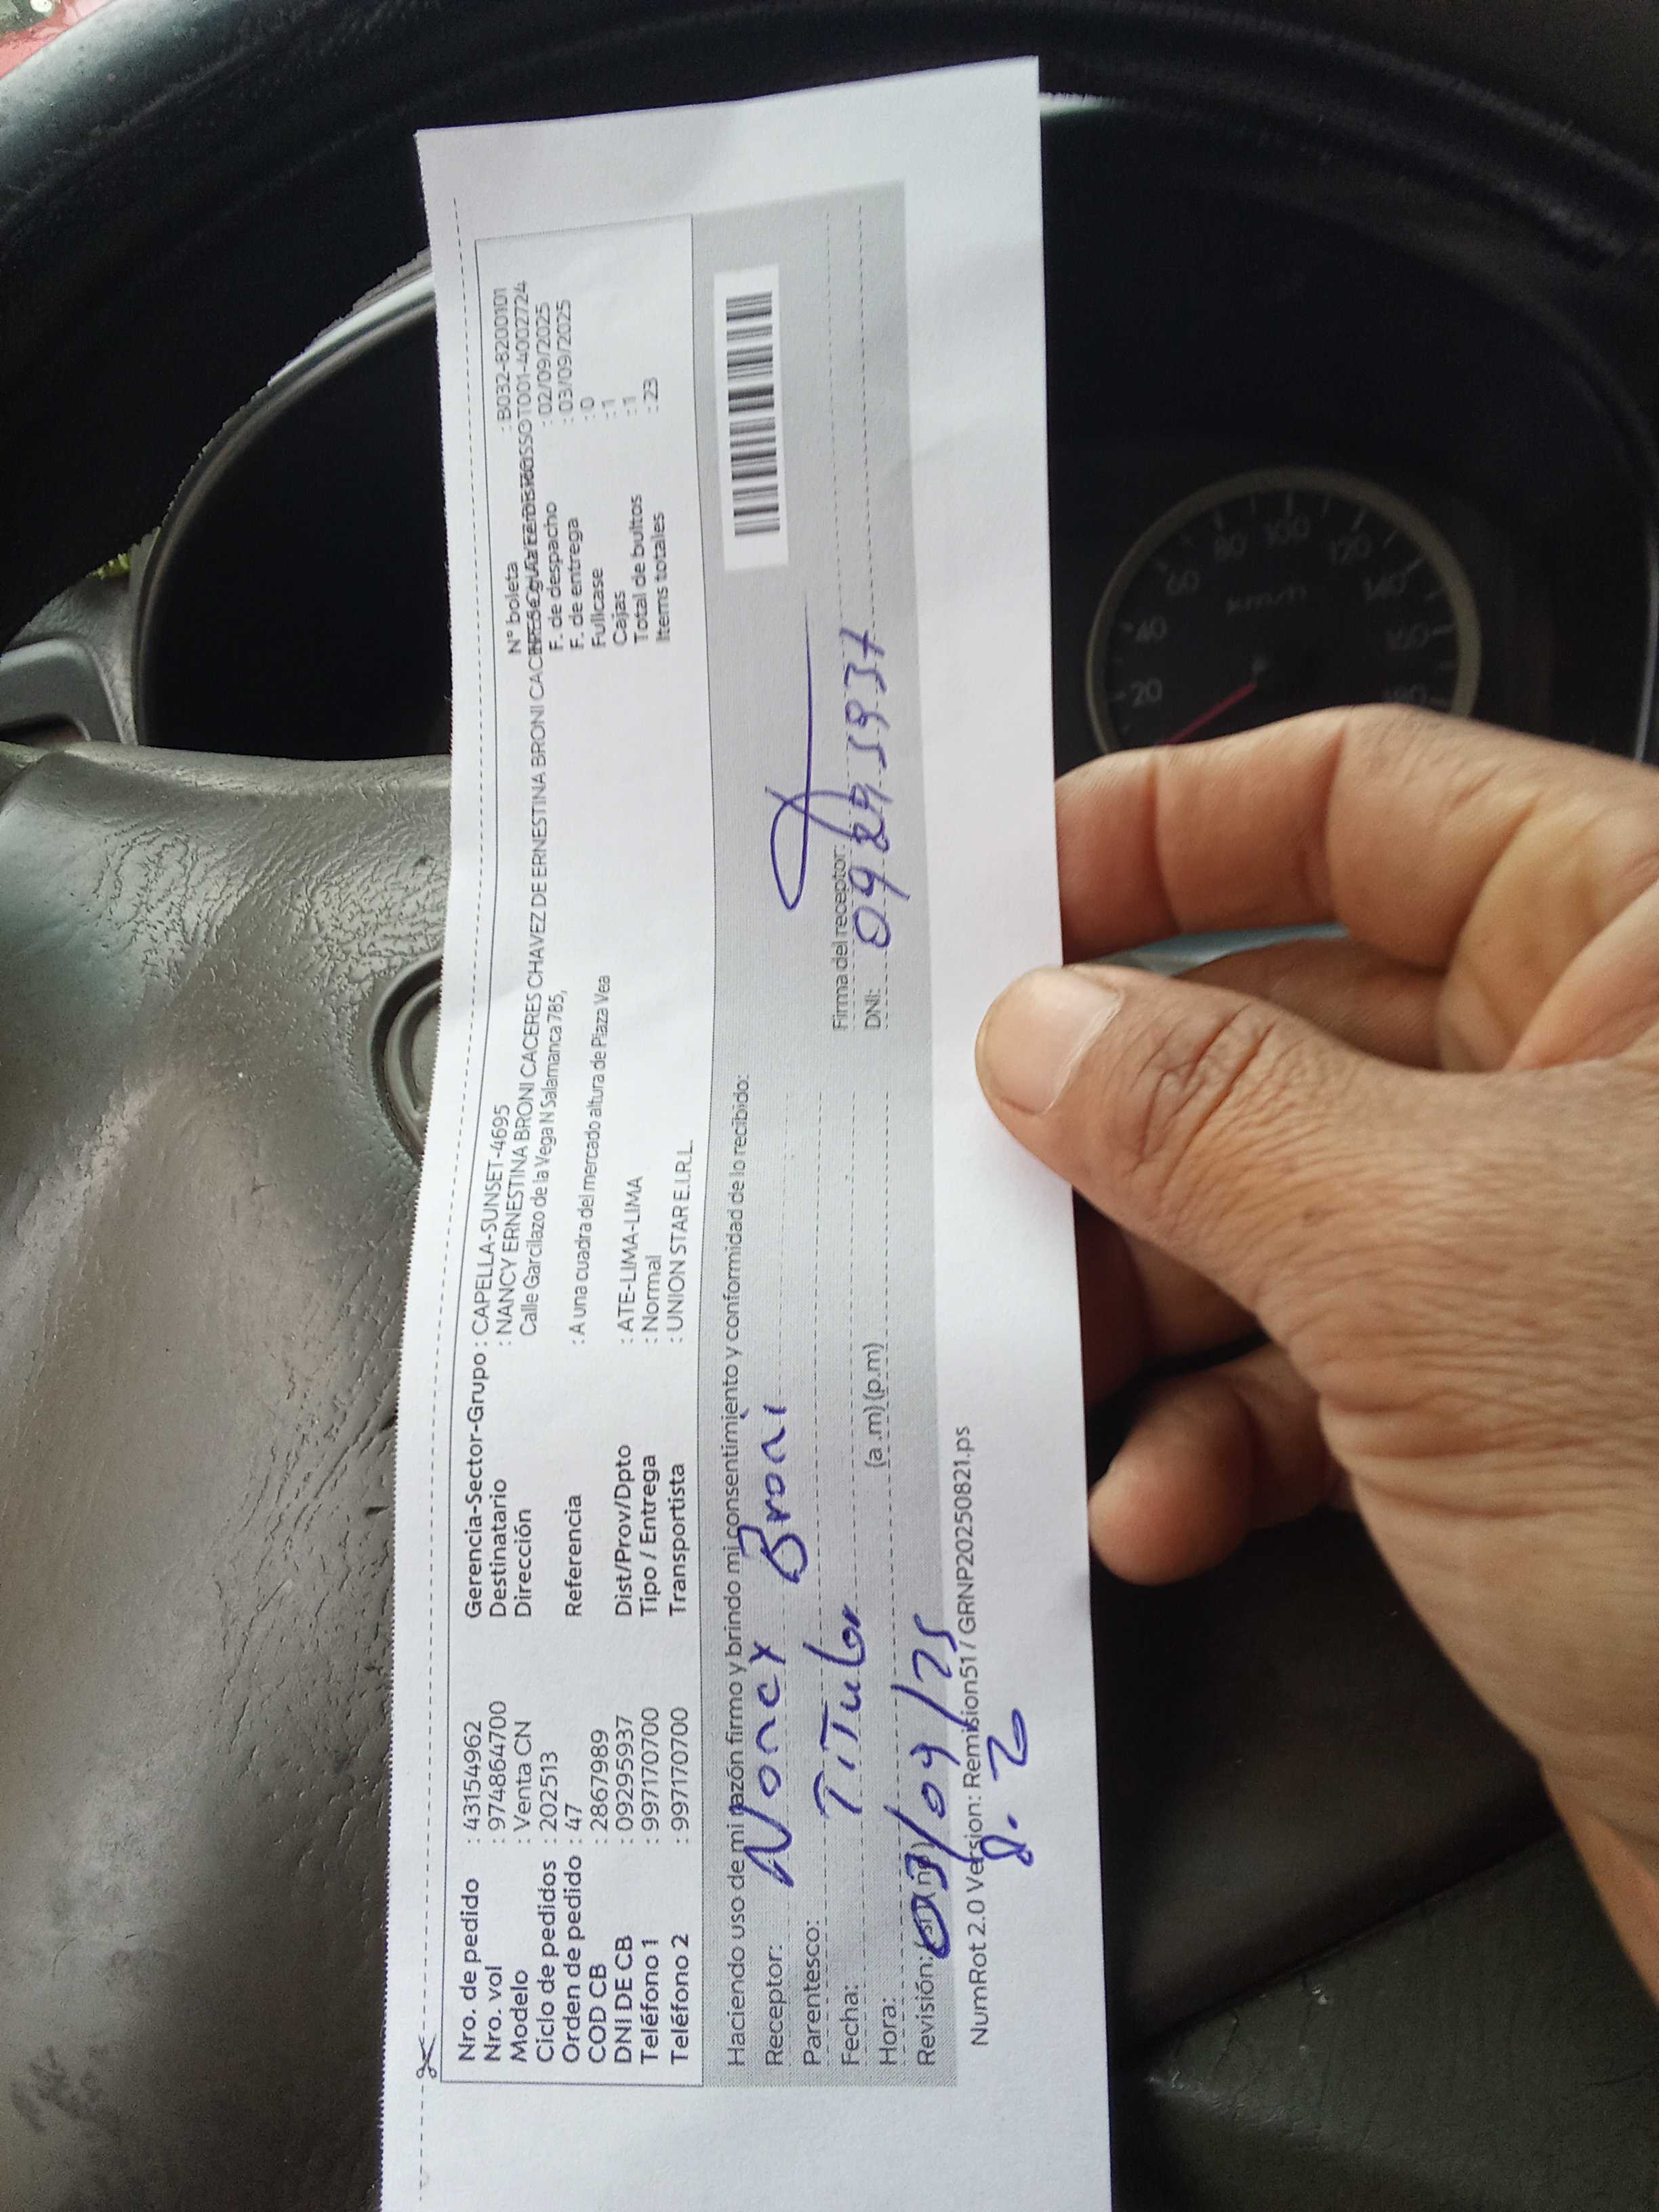 Nro. de pedido : 43154962
Nro. vol : 974864700
Modelo : Venta CN
Ciclo de pedidos : 202513
Orden de pedido : 47
COD CB : 2867989
DNI DE CB : 09295937
Teléfono 1 : 997170700
Teléfono 2 : 997170700
Gerencia-Sector-Grupo : CAPELLA-SUNSET-4695
Destinatario : NANCY ERNESTINA BRONI CACERES CHAVEZ DE ERNESTINA BRONI
Dirección Calle Garcilazo de la Vega N Salamanca 785,
Referencia : A una cuadra del mercado altura de Plaza Vea
Dist/Prov/Dpto : ATE-LIMA-LIMA
Tipo / Entrega : Normal
Transportista : UNION STAR E.I.R.L.
N° boleta : B032-8200101
T001-4002724
F. de despacho : 02/09/2025
F. de entrega : 03/09/2025
Fullcase : 0
Cajas : 1
Total de bultos : 1
Items totales : 23
Haciendo uso de mi razón firmo y brindo mi consentimiento y conformidad de lo recibido:
Receptor: Nancy Broni
Parentesco: Titular
Fecha:
Hora: (a.m) (p.m)
Revisión: 03/09/25
Firma del receptor:
DNI:
NumRot 2.0 Version: Remision51 / GRNP20250821.ps
8.2